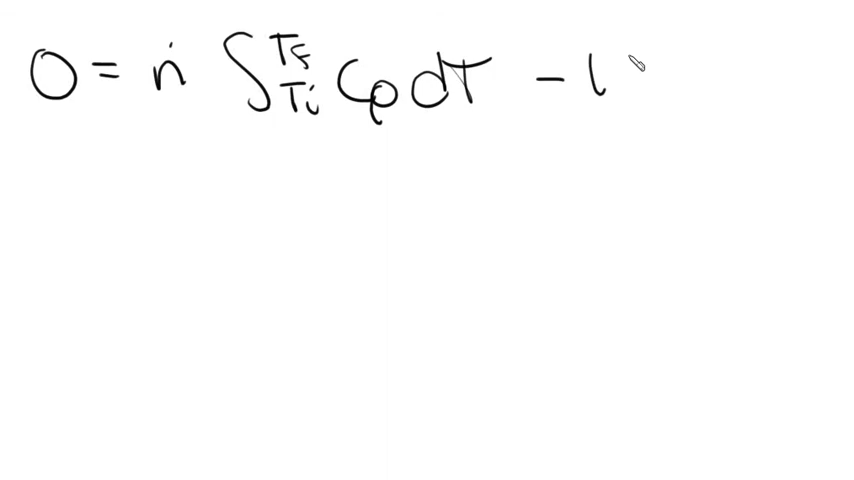 0 = ṅ ∫_{Ti}^{Tf} Cp dT - l